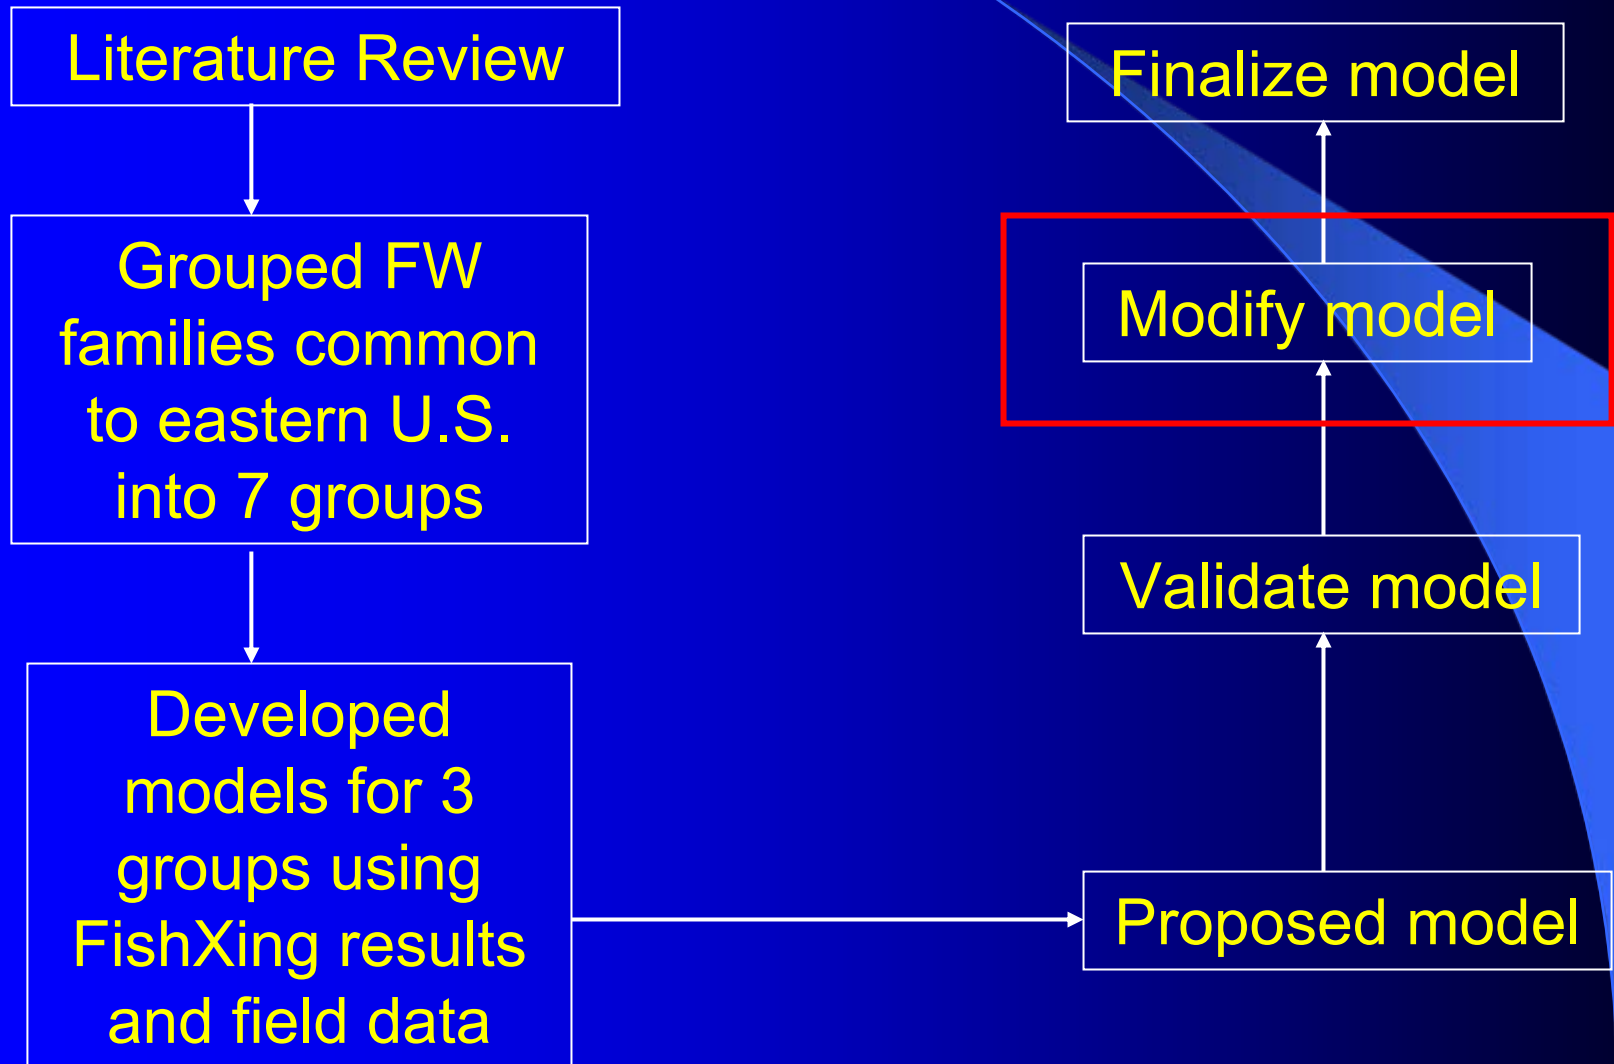 Literature Review
Grouped FW
families common
to eastern U.S.
into 7 groups
Developed
models for 3
groups using
FishXing results
and field data
Proposed model
Validate model
Modify model
Finalize model